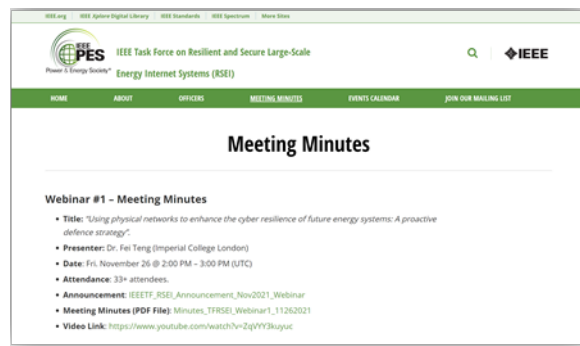 IEEE.org | IEEE Xplore Digital Library | IEEE Standards | IEEE Spectrum | More Sites
IEEE
PES
Power & Energy Society®
IEEE Task Force on Resilient and Secure Large-Scale
Energy Internet Systems (RSEI)
IEEE
HOME ABOUT OFFICERS MEETING MINUTES EVENTS CALENDAR JOIN OUR MAILING LIST
Meeting Minutes
Webinar #1 – Meeting Minutes
• Title: "Using physical networks to enhance the cyber resilience of future energy systems: A proactive
defence strategy".
• Presenter: Dr. Fei Teng (Imperial College London)
• Date: Fri. November 26 @ 2:00 PM – 3:00 PM (UTC)
• Attendance: 33+ attendees.
• Announcement: IEEETF_RSEI_Announcement_Nov2021_Webinar
• Meeting Minutes (PDF File): Minutes_TFRSEI_Webinar1_11262021
• Video Link: https://www.youtube.com/watch?v=ZqVYY3kuyuc